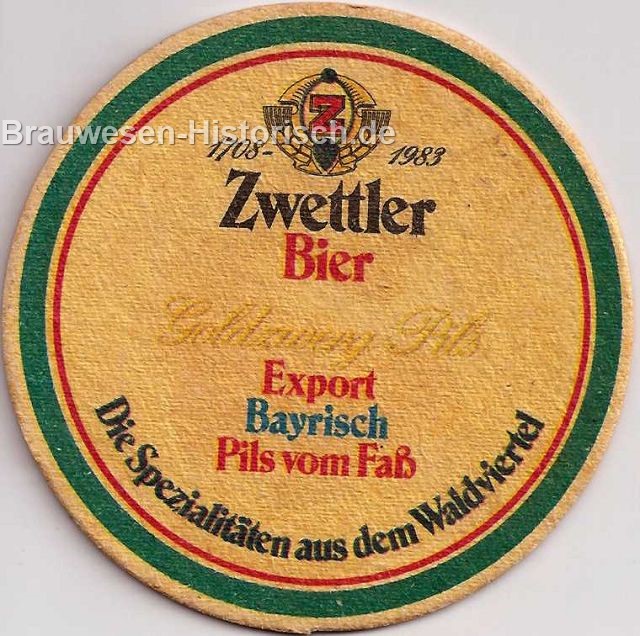 Z
Brauwesen-Historisch.de
1708 - 1983
Zwettler
Bier
Goldzwerg Pils
Export
Bayrisch
Pils vom Faß
Die Spezialitäten aus dem Waldviertel